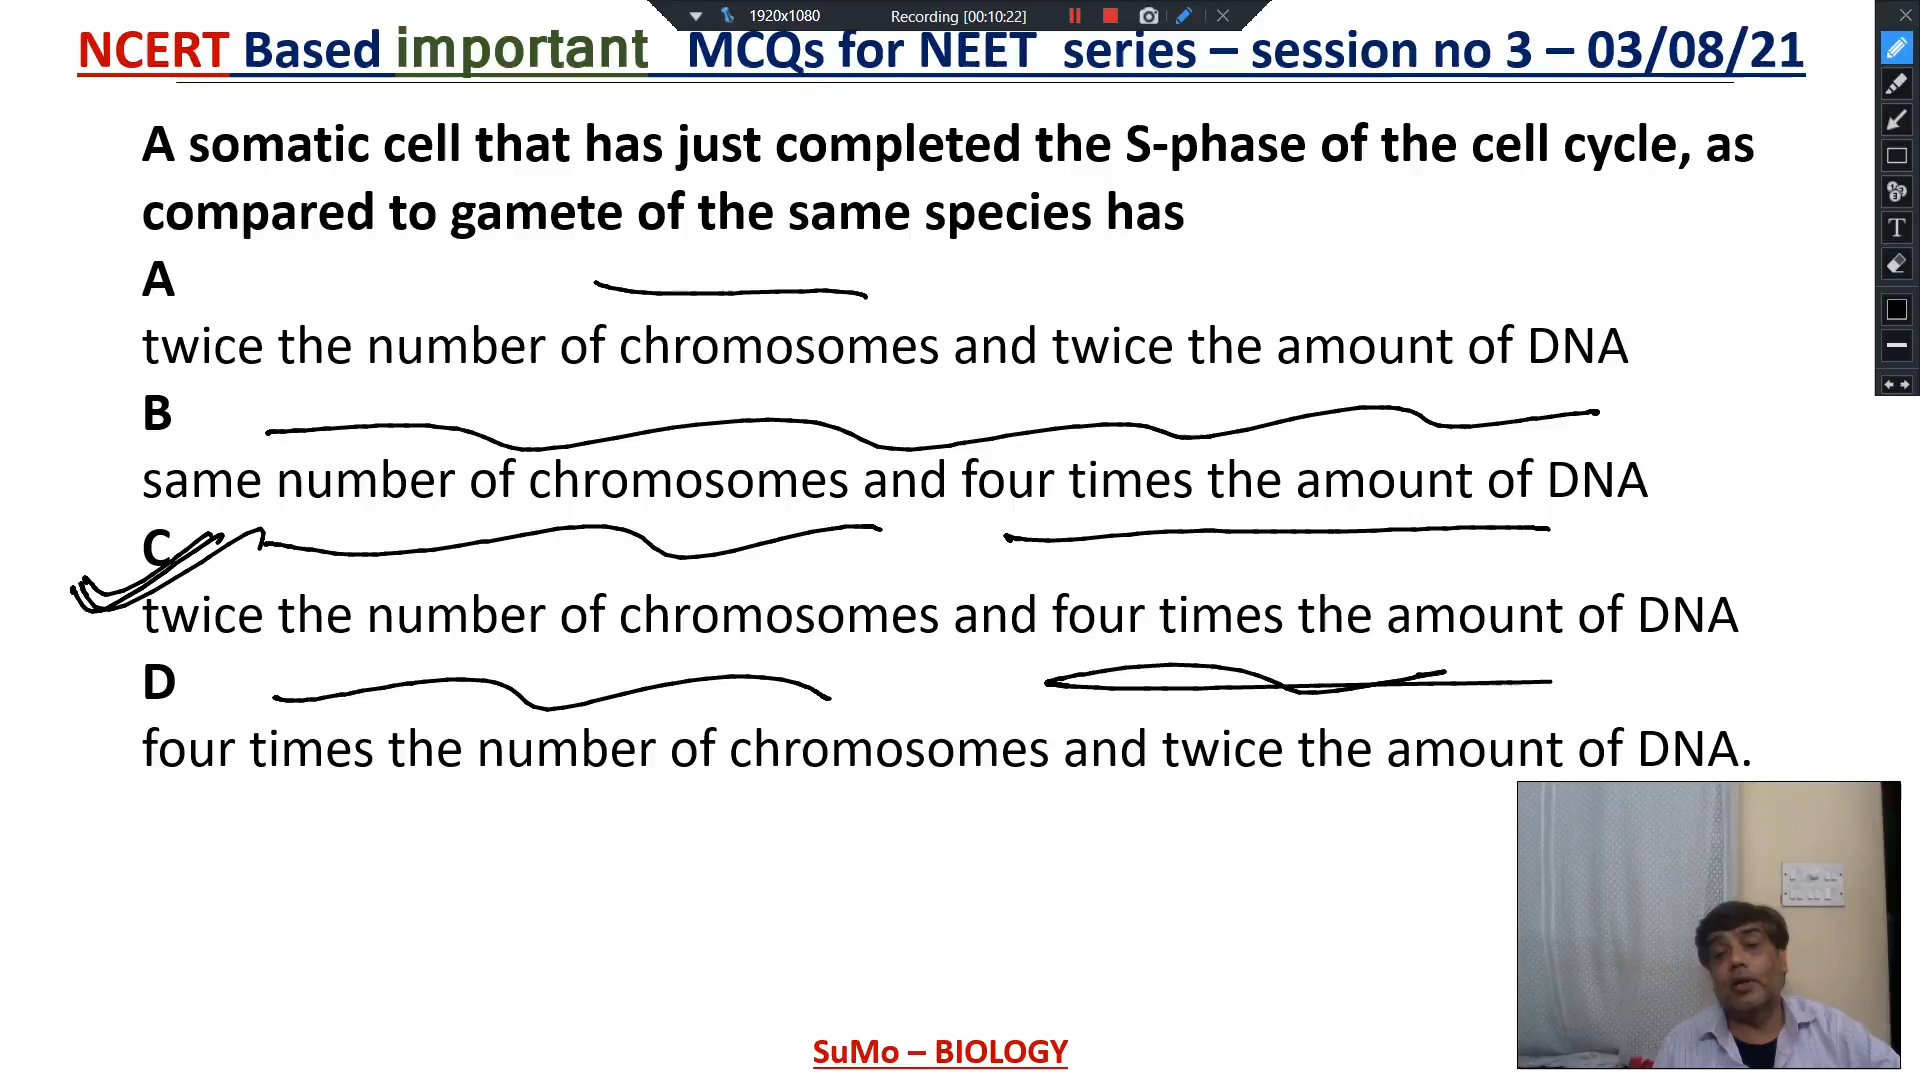 1920x1080 Recording [00:10:22]
NCERT Based important MCQs for NEET series – session no 3 – 03/08/21
A somatic cell that has just completed the S-phase of the cell cycle, as
compared to gamete of the same species has
A
twice the number of chromosomes and twice the amount of DNA
B
same number of chromosomes and four times the amount of DNA
C
twice the number of chromosomes and four times the amount of DNA
D
four times the number of chromosomes and twice the amount of DNA.
SuMo – BIOLOGY